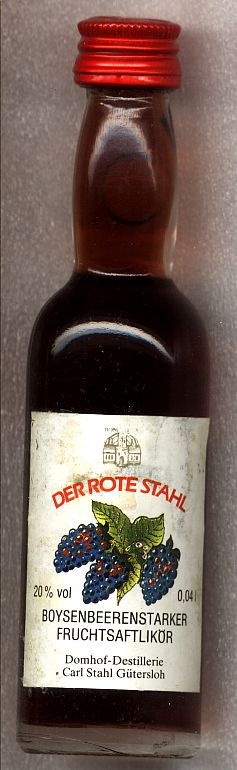 DER ROTE STAHL
20% vol 0,04 l
BOYSENBEERENSTARKER
FRUCHTSAFTLIKÖR
Domhof-Destillerie
Carl Stahl Gütersloh